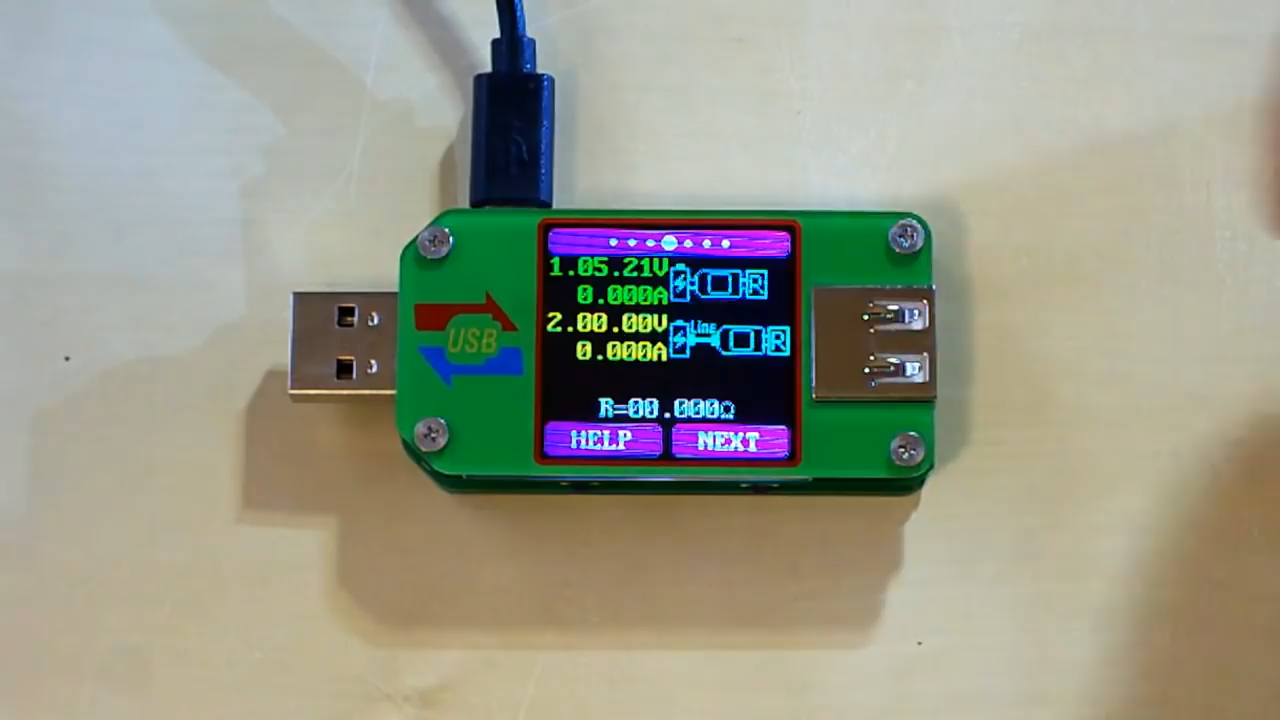 USB
1.05.21V
0.000A
R
2.00.00V
Line
0.000A
R
R=00.000Ω
HELP
NEXT